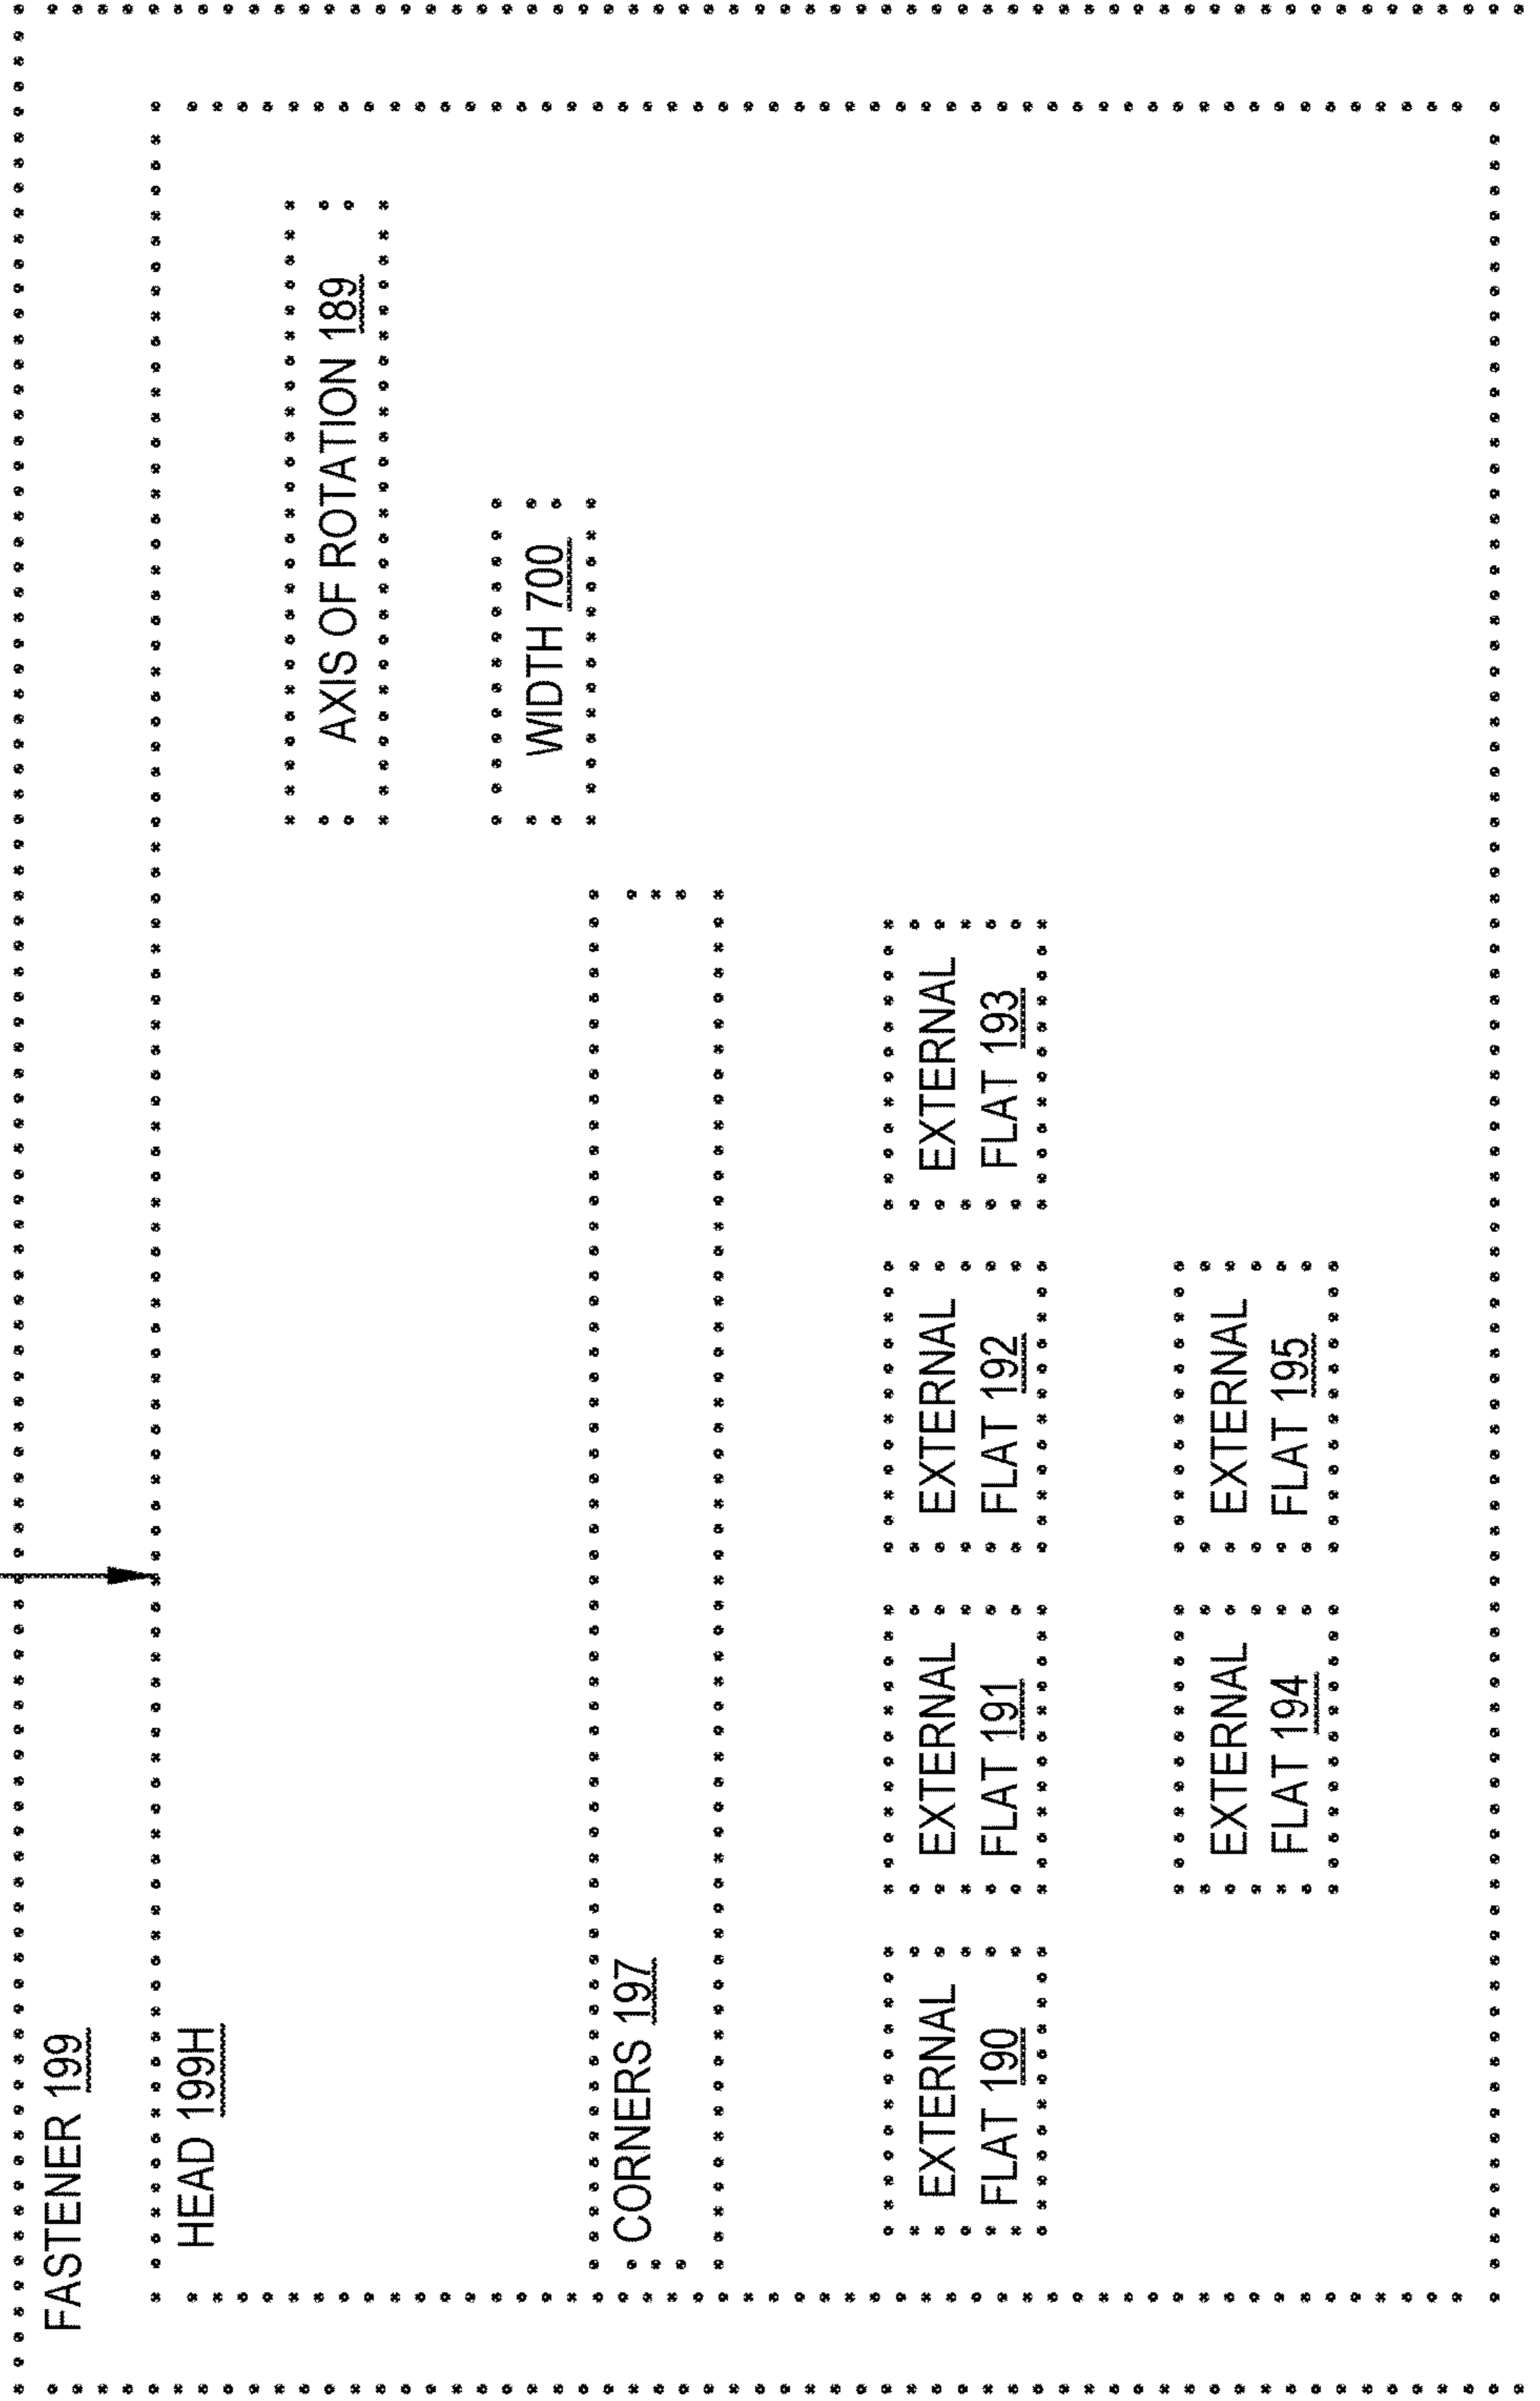 FASTENER 199
HEAD 199H
AXIS OF ROTATION 189
WIDTH 700
CORNERS 197
EXTERNAL
FLAT 190
EXTERNAL
FLAT 191
EXTERNAL
FLAT 192
EXTERNAL
FLAT 193
EXTERNAL
FLAT 194
EXTERNAL
FLAT 195